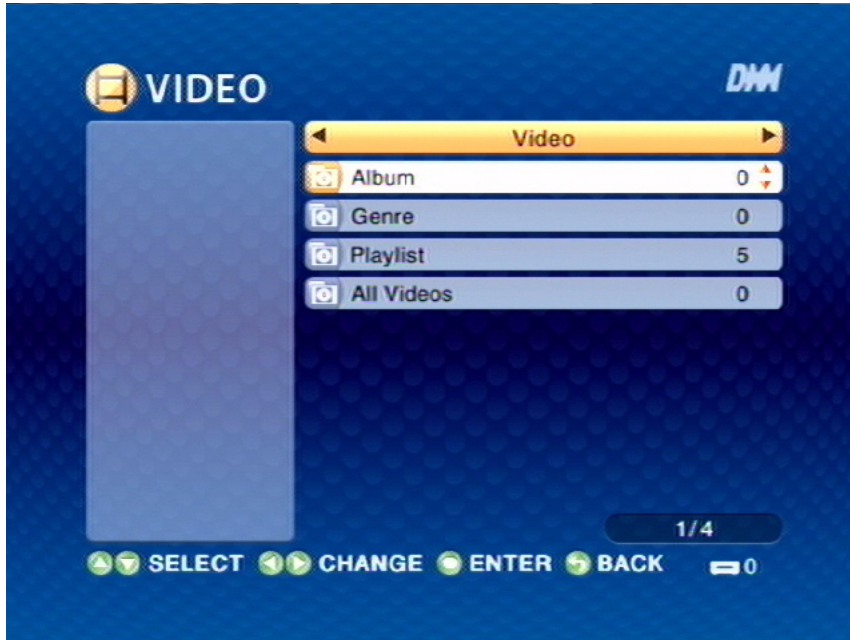 VIDEO
DMM
Video
Album 0
Genre 0
Playlist 5
All Videos 0
1/4
SELECT CHANGE ENTER BACK 0